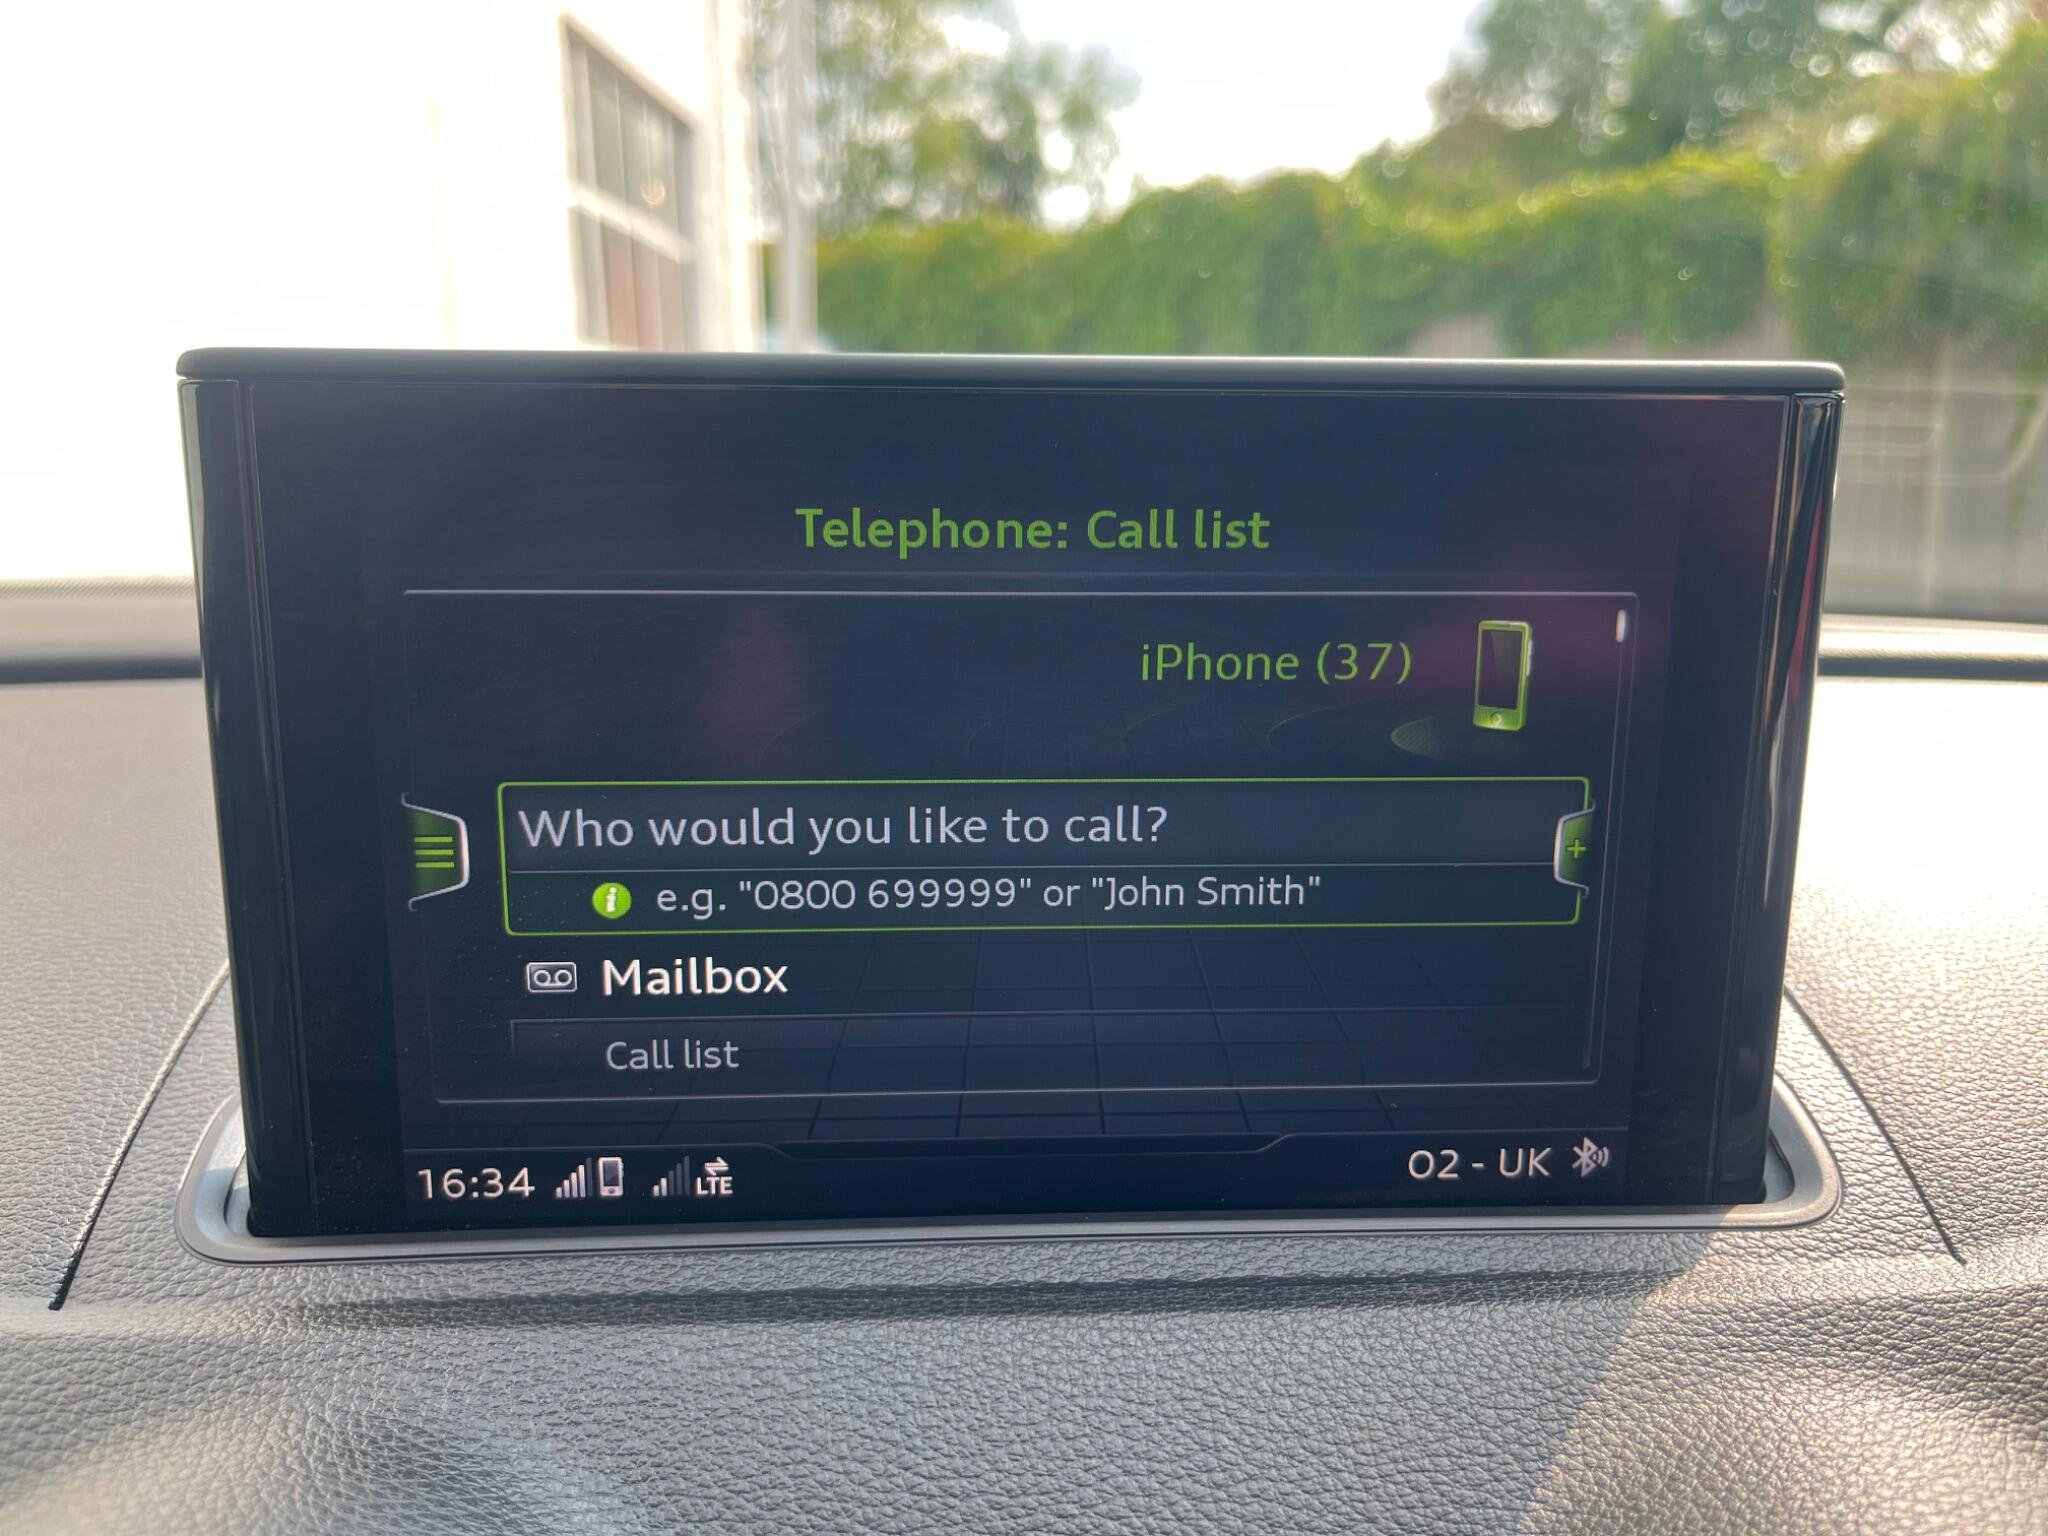 Telephone: Call list
iPhone (37)
Who would you like to call?
e.g. "0800 699999" or "John Smith"
Mailbox
Call list
16:34 LTE O2 - UK